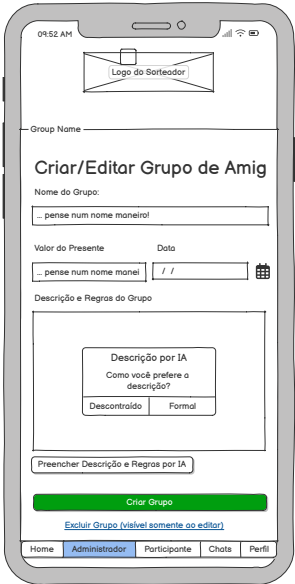 09:52 AM
Logo do Sorteador
Group Name
Criar/Editar Grupo de Amig
Nome do Grupo:
... pense num nome maneiro!
Valor do Presente
Data
... pense num nome manei
/ /
Descrição e Regras do Grupo
Descrição por IA
Como você prefere a
descrição?
Descontraído
Formal
Preencher Descrição e Regras por IA
Criar Grupo
Excluir Grupo (visível somente ao editar)
Home
Administrador
Participante
Chats
Perfil